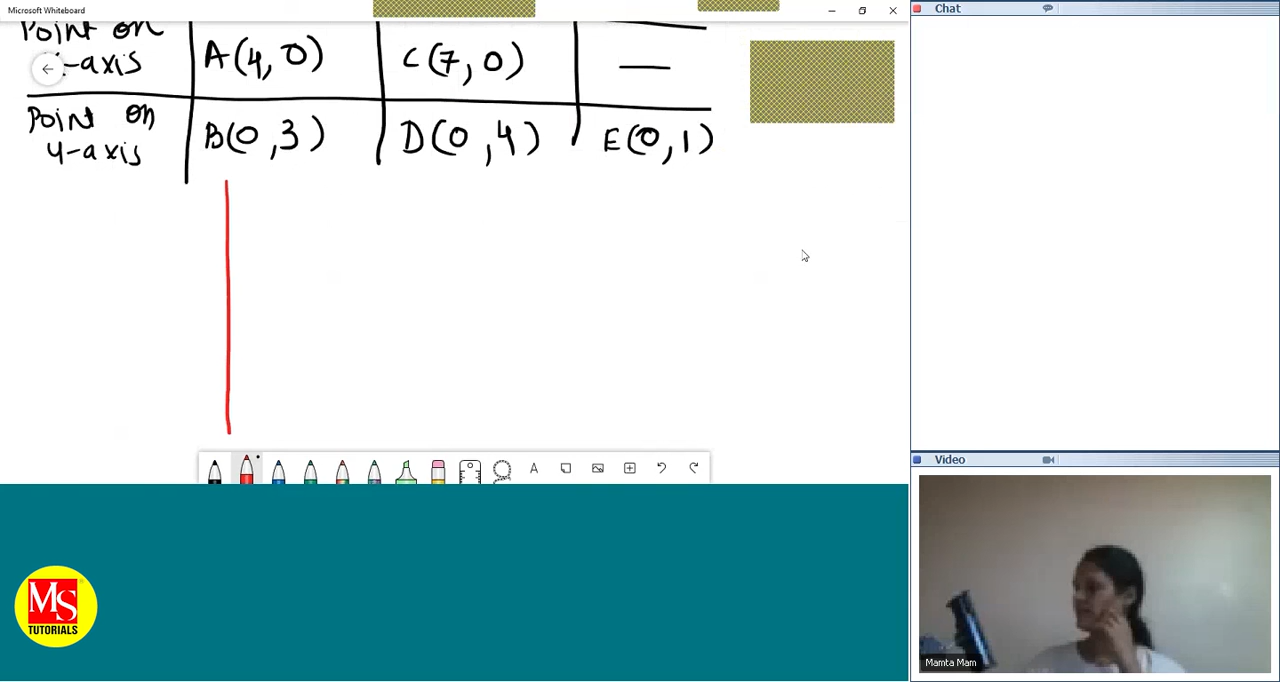 Microsoft Whiteboard
Chat
Point on
-axis
A(4, 0)
C(7, 0)
—
Point on
y-axis
B(0, 3)
D(0, 4)
E(0, 1)
A
Video
MS
TUTORIALS
Mamta Mam